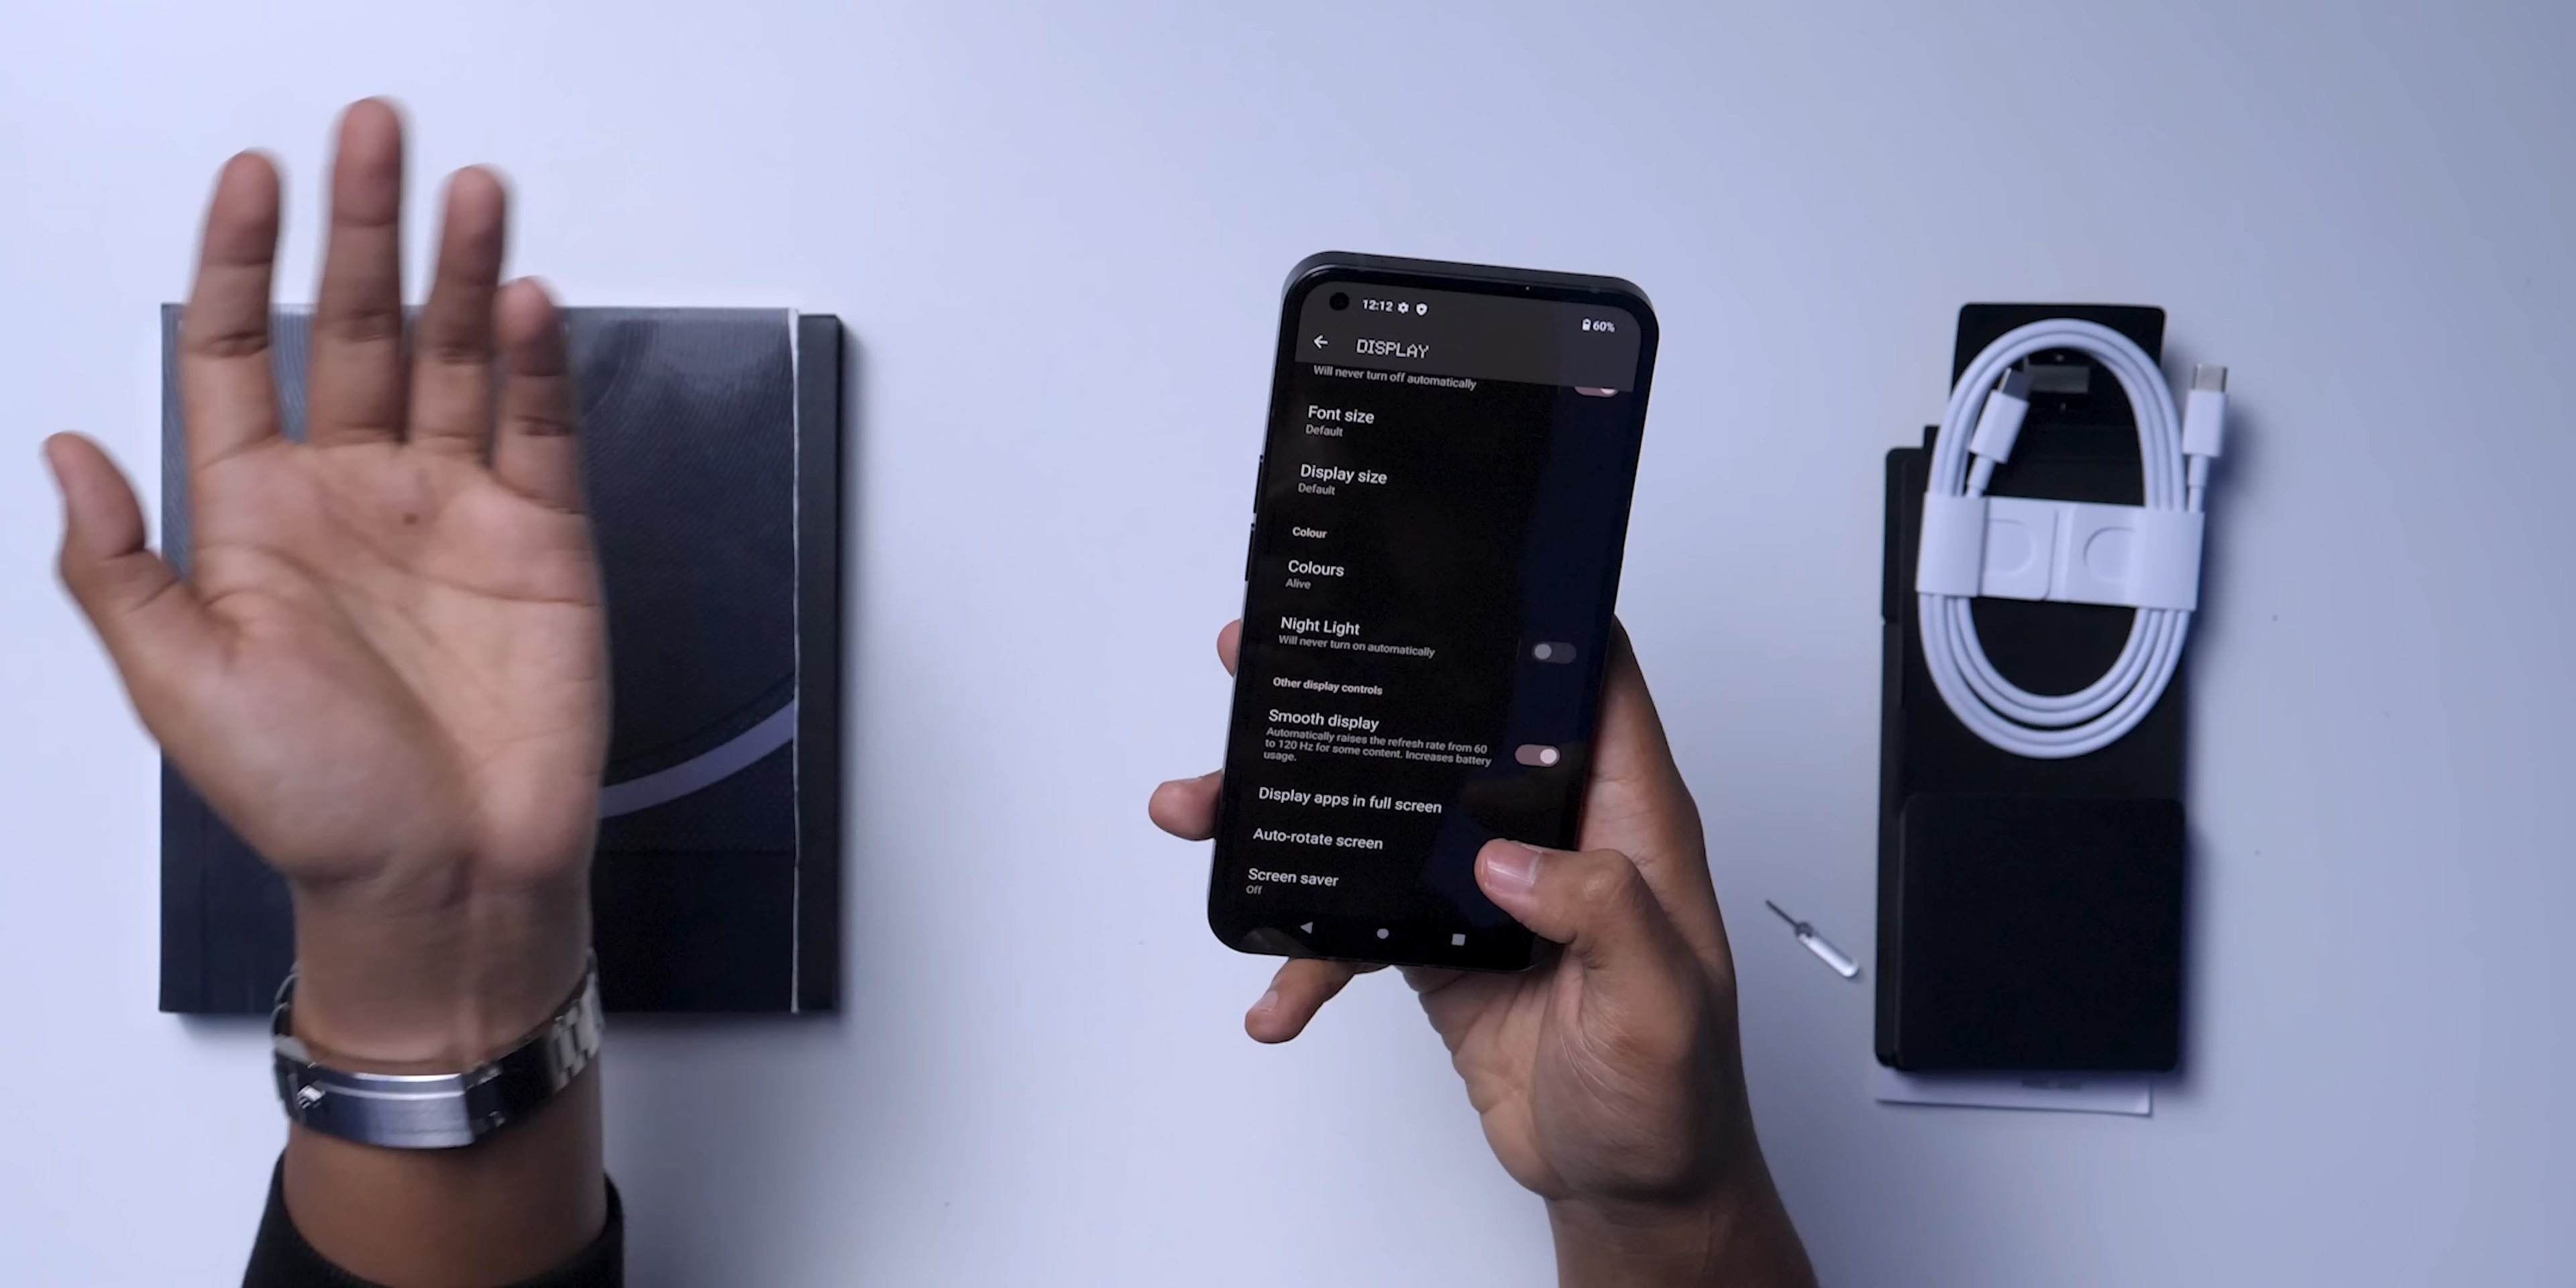 12:12
60%
DISPLAY
Will never turn off automatically
Font size
Default
Display size
Default
Colour
Colours
Alive
Night Light
Will never turn on automatically
Other display controls
Smooth display
Automatically raises the refresh rate from 60
to 120 Hz for some content. Increases battery
usage.
Display apps in full screen
Auto-rotate screen
Screen saver
Off